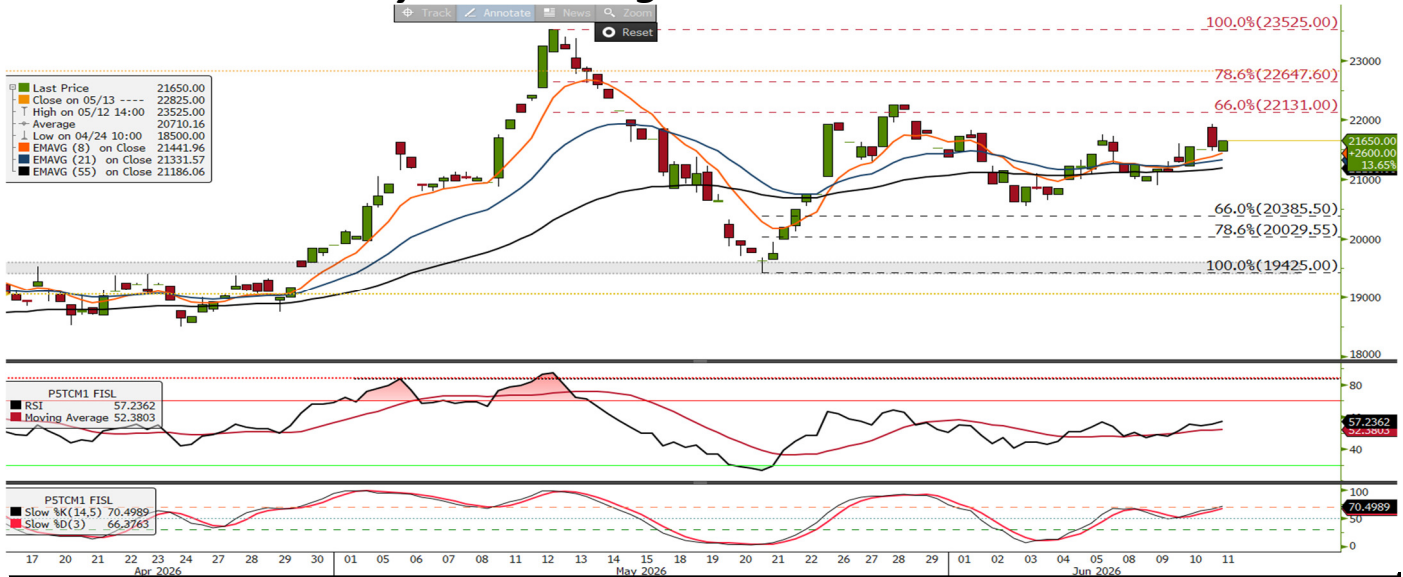 Track Annotate News Zoom
Reset
Last Price 21650.00
Close on 05/13 ---- 22825.00
High on 05/12 14:00 23525.00
Average 20710.16
Low on 04/24 10:00 18500.00
EMAVG (8) on Close 21441.96
EMAVG (21) on Close 21331.57
EMAVG (55) on Close 21186.06
100.0%(23525.00)
78.6%(22647.60)
66.0%(22131.00)
66.0%(20385.50)
78.6%(20029.55)
100.0%(19425.00)
23000
22000
21650.00
+2600.00
13.65%
21000
20000
19000
18000
P5TCM1 FISL
RSI 57.2362
Moving Average 52.3803
80
57.2362
52.3803
40
P5TCM1 FISL
Slow %K(14,5) 70.4989
Slow %D(3) 66.3763
100
70.4989
50
0
17 20 21 22 23 24 27 28 29 30 01 05 06 07 08 11 12 13 14 15 18 19 20 21 22 26 27 28 29 01 02 03 04 05 08 09 10 11
Apr 2026 May 2026 Jun 2026